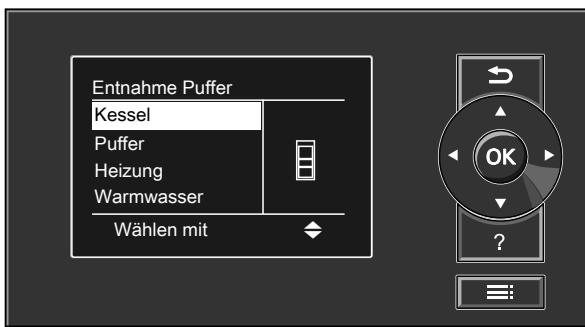 Entnahme Puffer
Kessel
Puffer
Heizung
Warmwasser
Wählen mit
OK
?